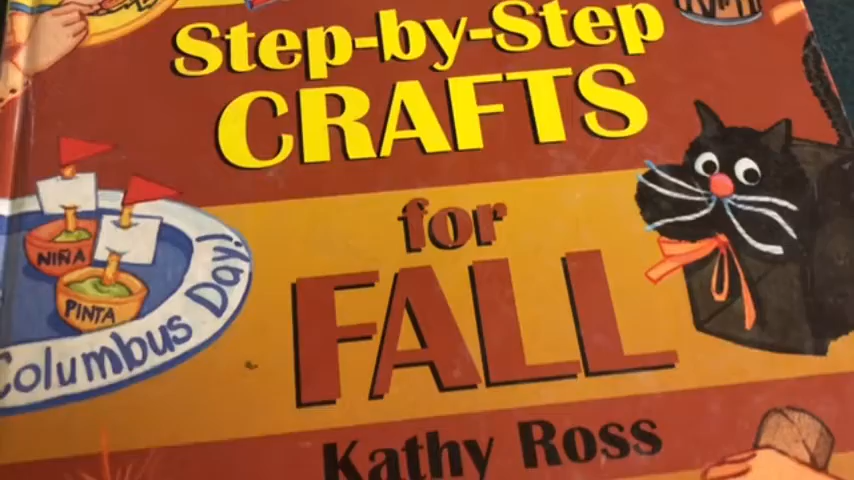 Step-by-Step
CRAFTS
for
FALL
NIÑA
PINTA
Columbus Day!
Kathy Ross